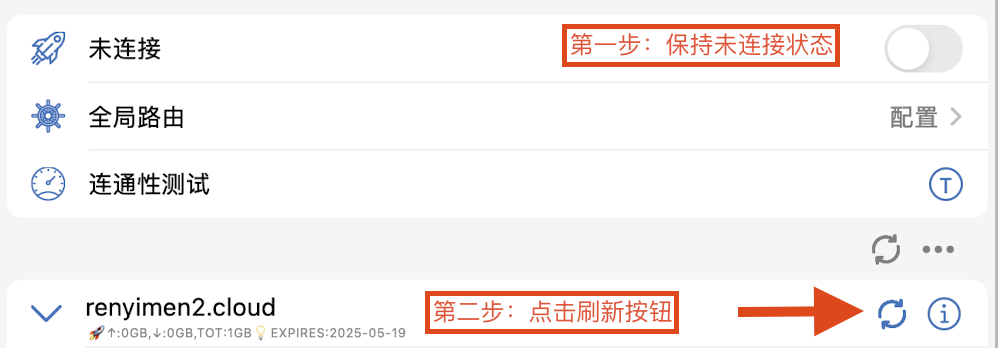 未连接
第一步：保持未连接状态
全局路由
配置
连通性测试
T
renyimen2.cloud
🚀↑:0GB,↓:0GB,TOT:1GB💡EXPIRES:2025-05-19
第二步：点击刷新按钮